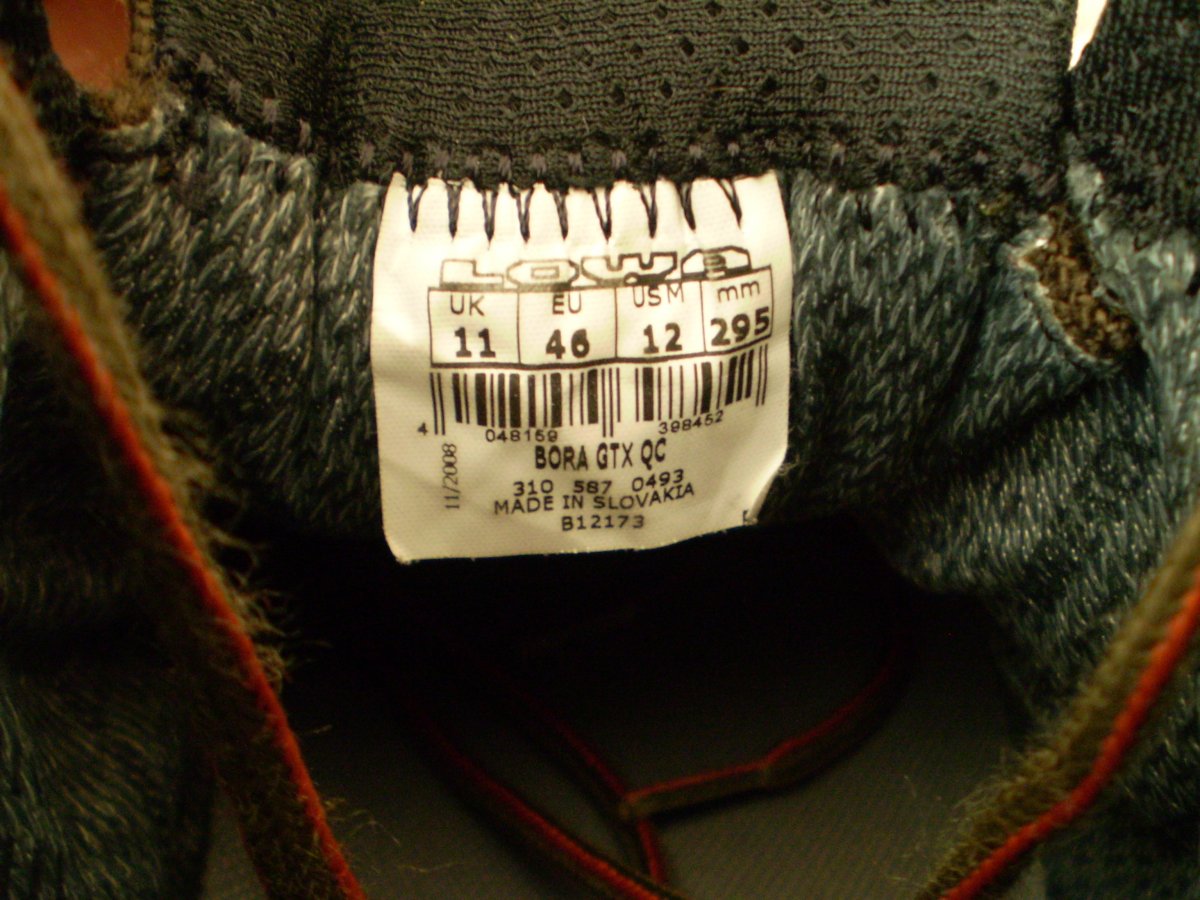 LOWA
UK EU US M mm
11 46 12 295
4 048159 398452
11/2008
BORA GTX QC
310 587 0493
MADE IN SLOVAKIA
B12173